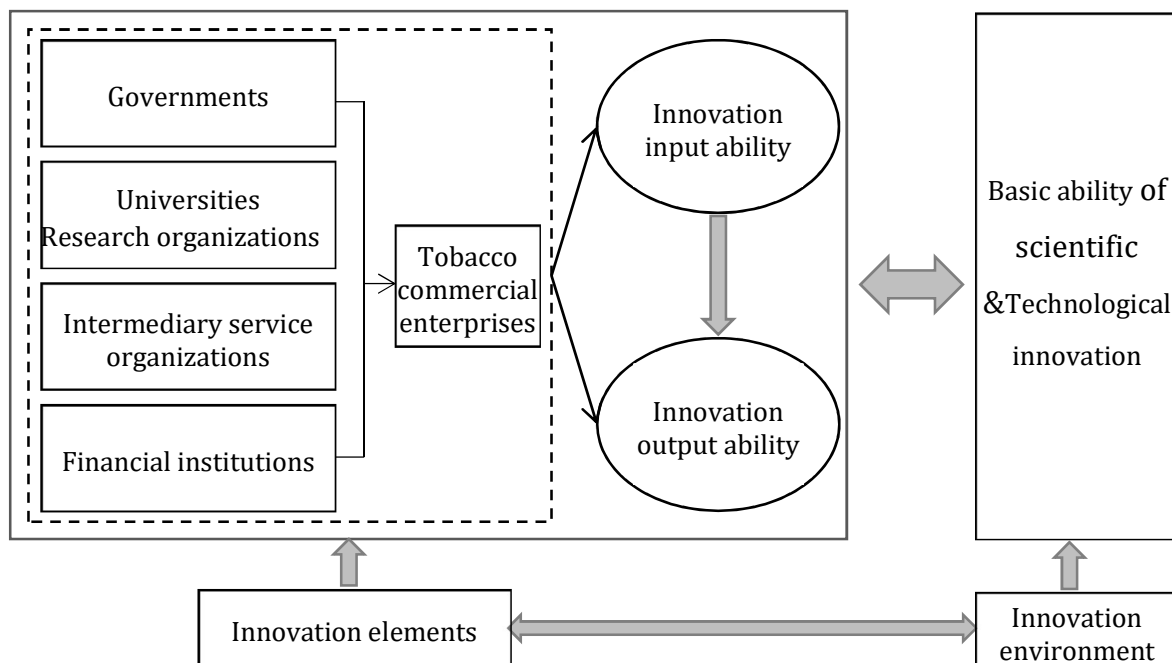 Governments
Universities
Research organizations
Intermediary service
organizations
Financial institutions
Tobacco
commercial
enterprises
Innovation
input ability
Innovation
output ability
Basic ability of
scientific
&Technological
innovation
Innovation elements
Innovation
environment